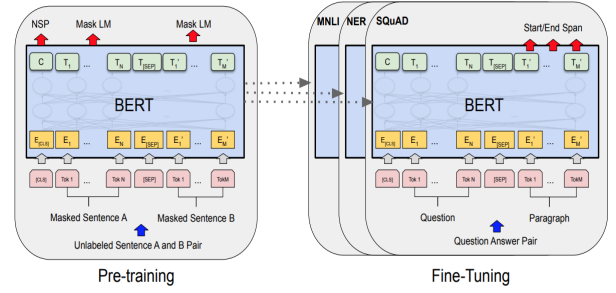 NSP Mask LM Mask LM
C T1 ... TN T[SEP] T1' ... TM'
BERT
E[CLS] E1 ... EN E[SEP] E1' ... EM'
[CLS] Tok 1 ... Tok N [SEP] Tok 1 ... TokM
Masked Sentence A Masked Sentence B
Unlabeled Sentence A and B Pair
Pre-training
MNLI NER SQuAD
Start/End Span
C T1 ... TN T[SEP] T1' ... TM'
BERT
E[CLS] E1 ... EN E[SEP] E1' ... EM'
[CLS] Tok 1 ... Tok N [SEP] Tok 1 ... TokM
Question Paragraph
Question Answer Pair
Fine-Tuning